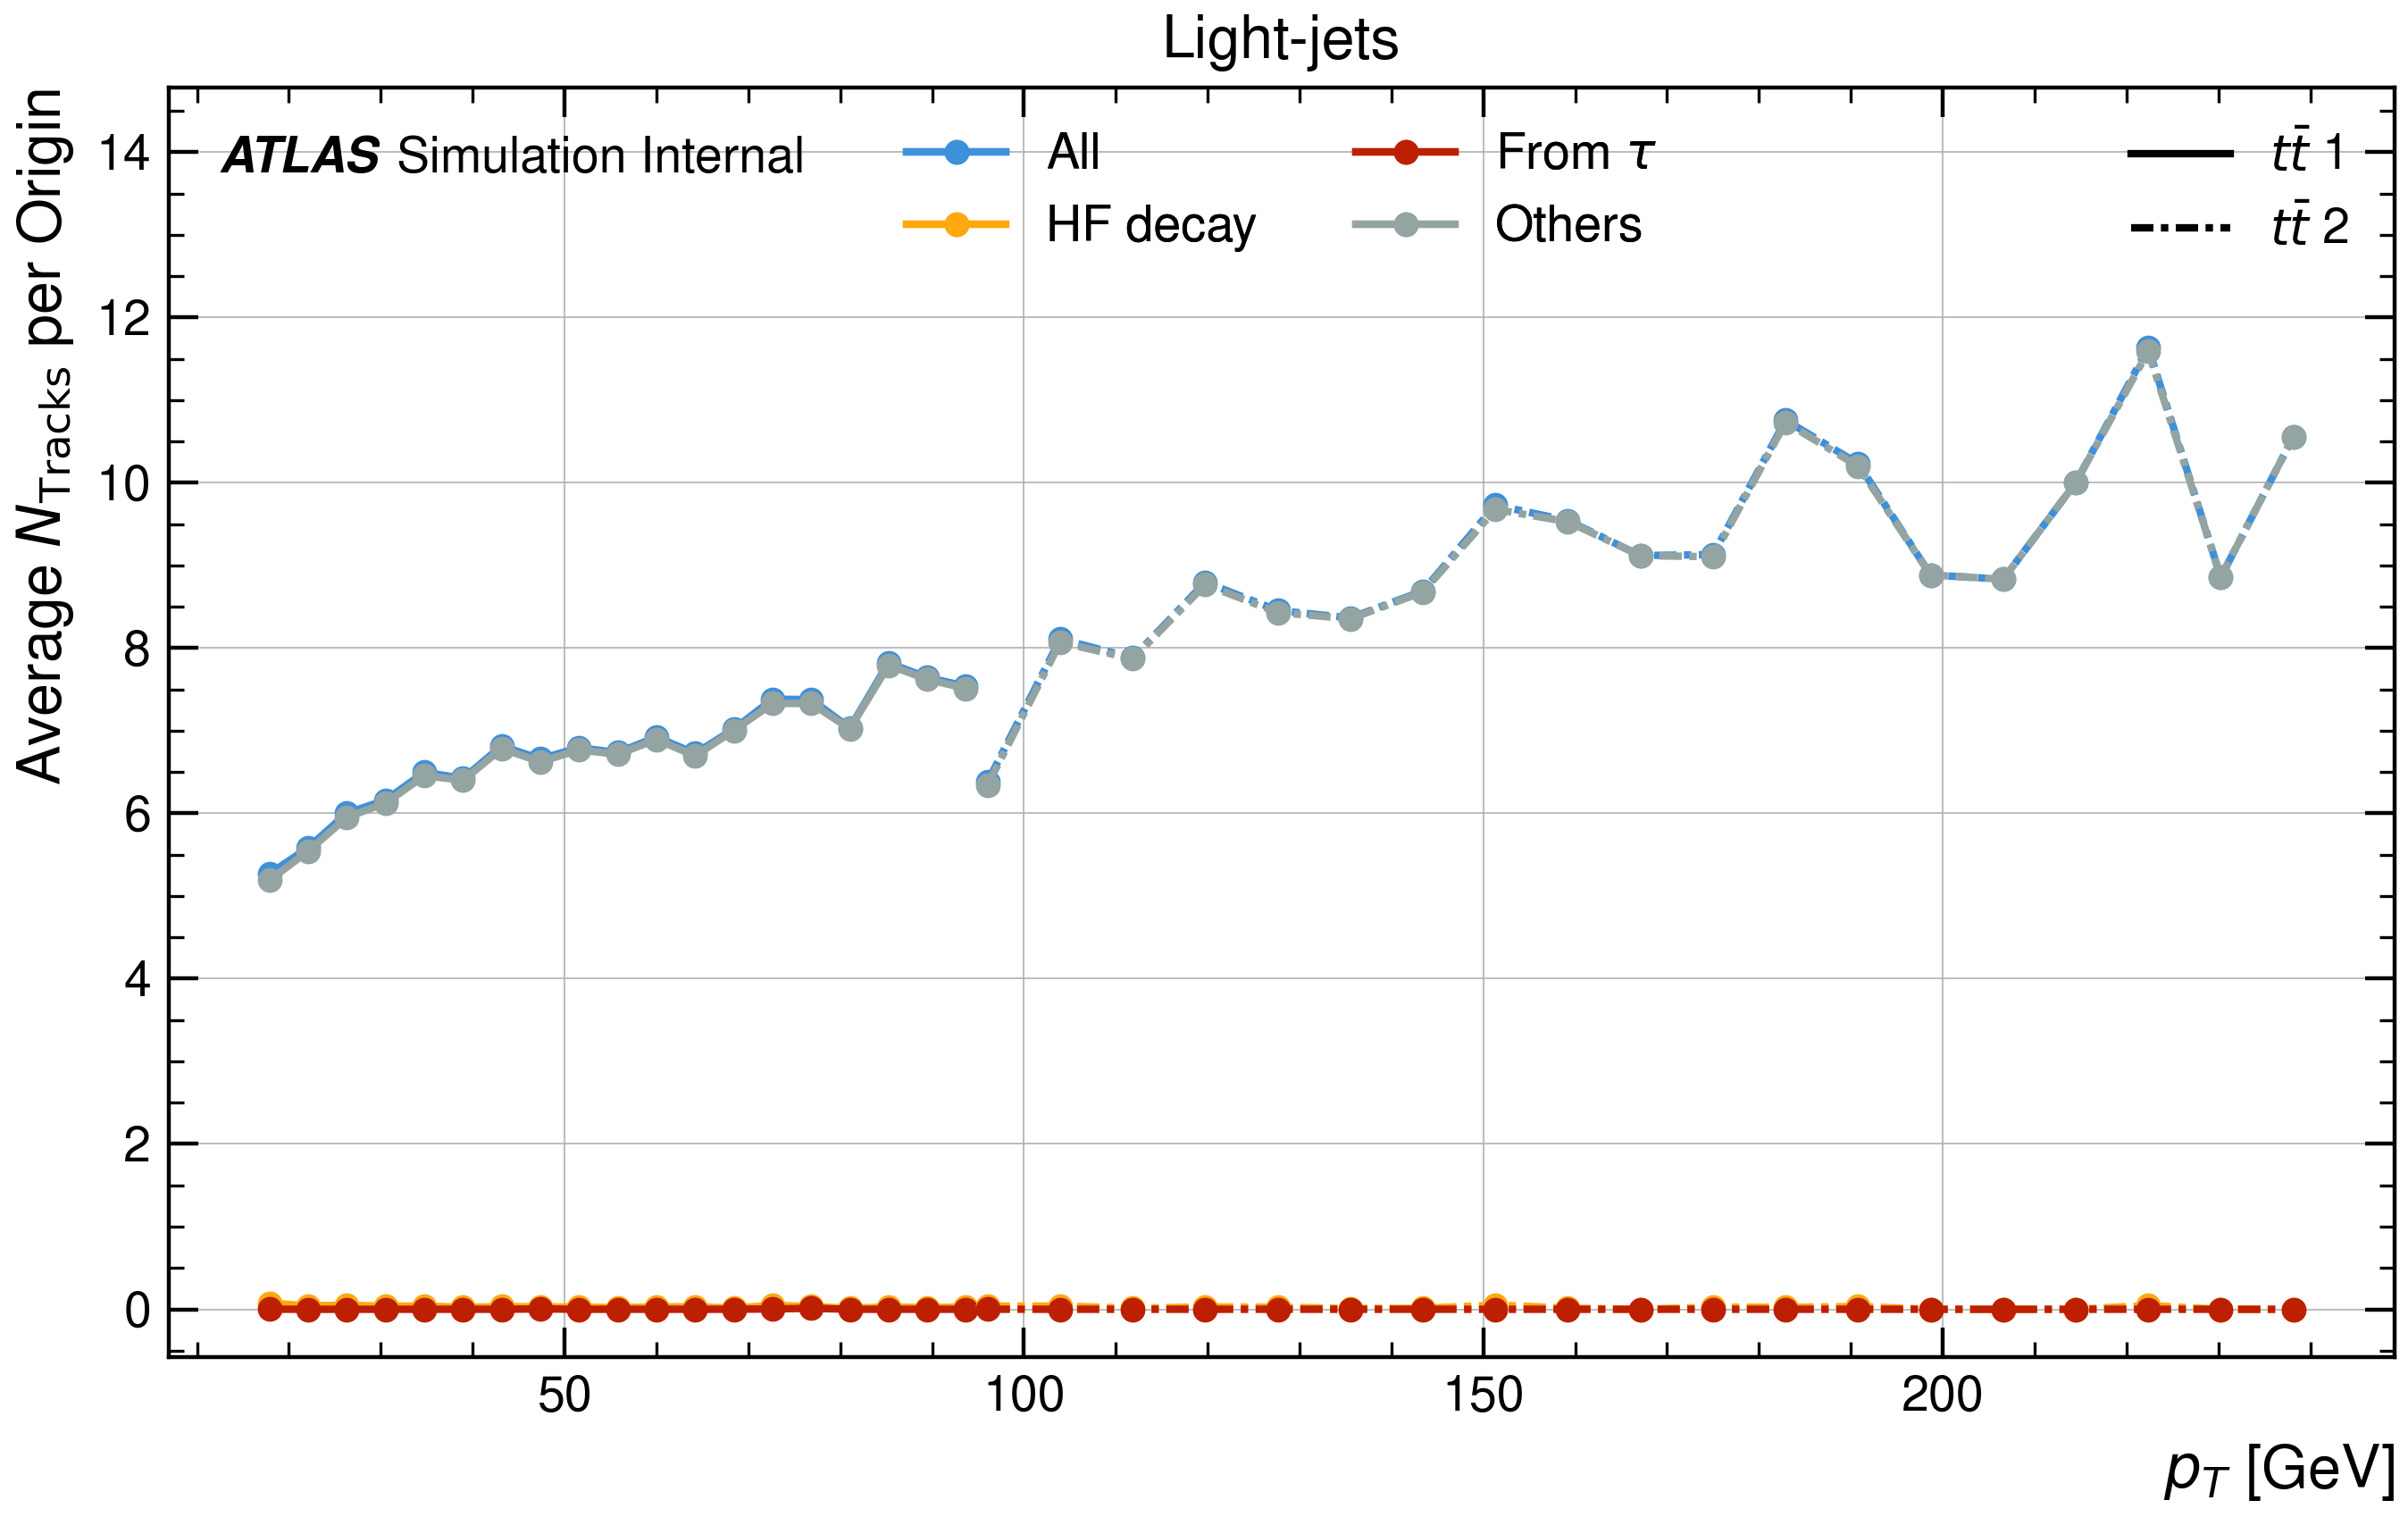 Light-jets
Average N_Tracks per Origin
ATLAS Simulation Internal
All
HF decay
From τ
Others
tt̄ 1
tt̄ 2
14
12
10
8
6
4
2
0
50 100 150 200
p_T [GeV]